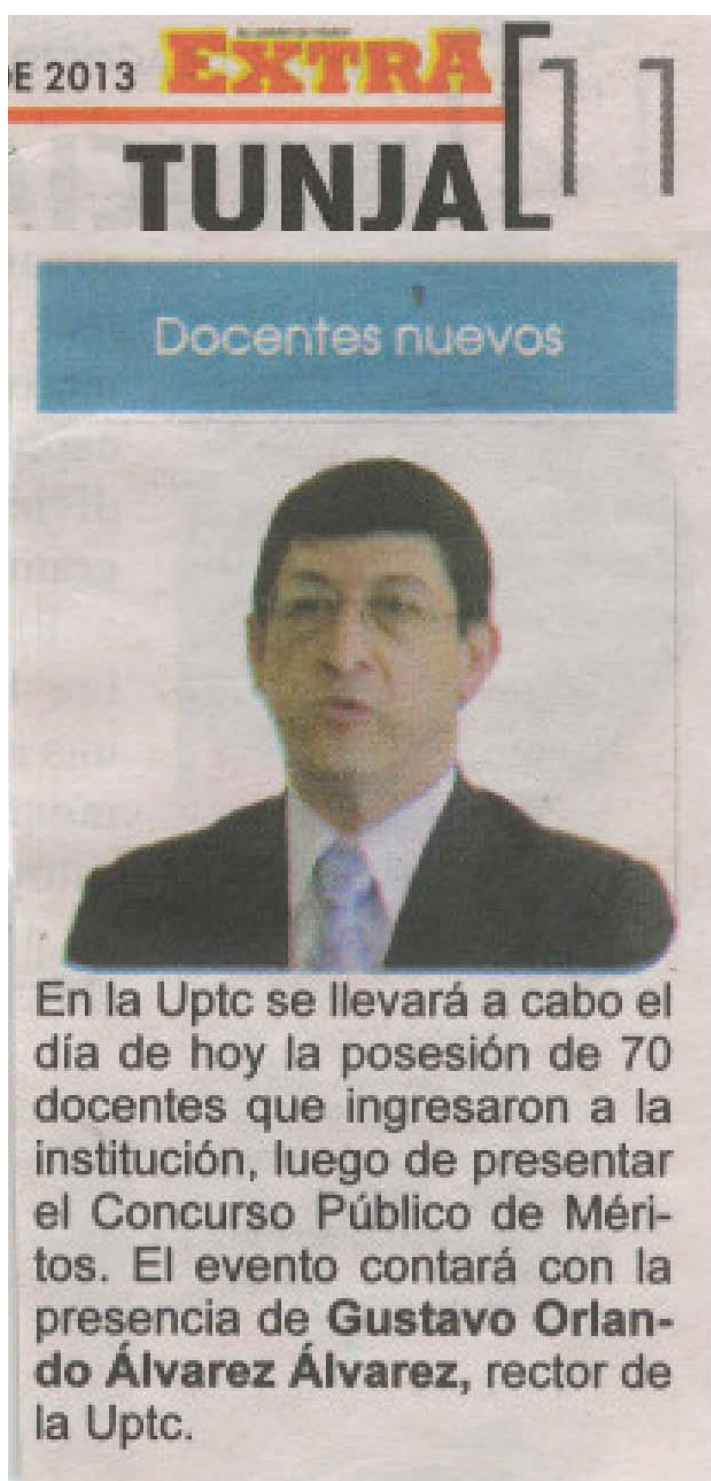 DE 2013 EXTRA 11
TUNJA
Docentes nuevos
En la Uptc se llevará a cabo el
día de hoy la posesión de 70
docentes que ingresaron a la
institución, luego de presentar
el Concurso Público de Méri-
tos. El evento contará con la
presencia de Gustavo Orlan-
do Álvarez Álvarez, rector de
la Uptc.